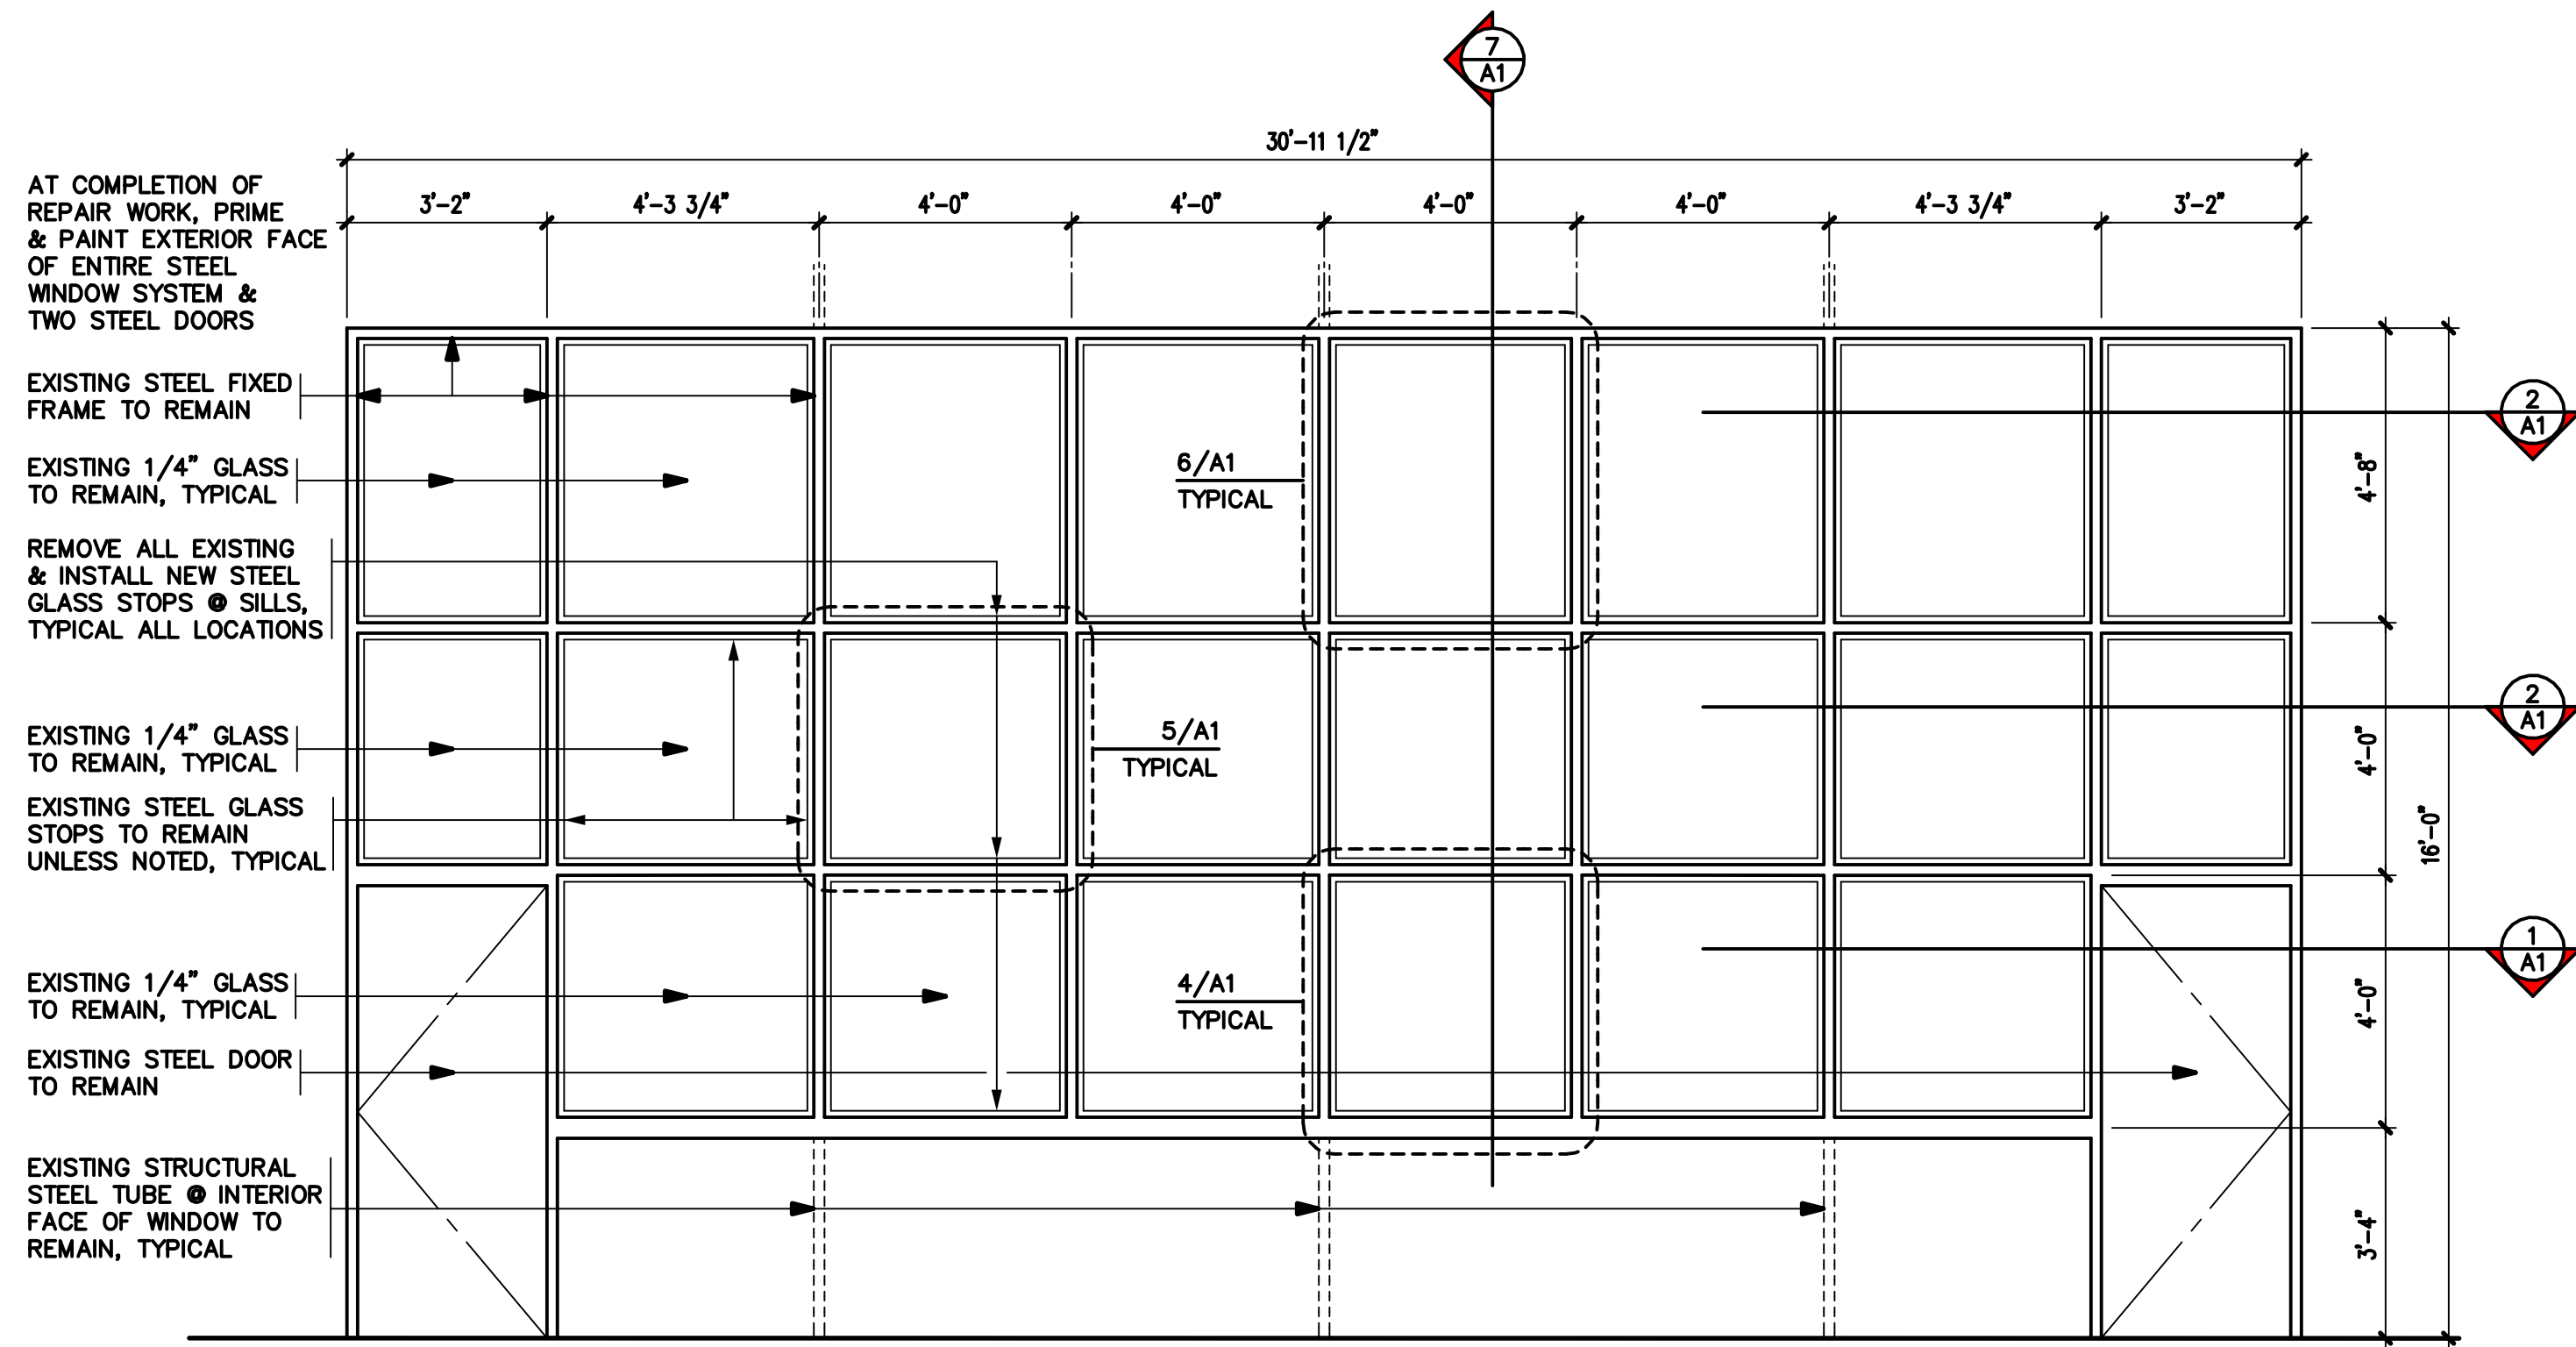 7
A1
30'-11 1/2"
3'-2"
4'-3 3/4"
4'-0"
4'-0"
4'-0"
4'-0"
4'-3 3/4"
3'-2"
AT COMPLETION OF
REPAIR WORK, PRIME
& PAINT EXTERIOR FACE
OF ENTIRE STEEL
WINDOW SYSTEM &
TWO STEEL DOORS
EXISTING STEEL FIXED
FRAME TO REMAIN
EXISTING 1/4" GLASS
TO REMAIN, TYPICAL
REMOVE ALL EXISTING
& INSTALL NEW STEEL
GLASS STOPS @ SILLS,
TYPICAL ALL LOCATIONS
EXISTING 1/4" GLASS
TO REMAIN, TYPICAL
EXISTING STEEL GLASS
STOPS TO REMAIN
UNLESS NOTED, TYPICAL
EXISTING 1/4" GLASS
TO REMAIN, TYPICAL
EXISTING STEEL DOOR
TO REMAIN
EXISTING STRUCTURAL
STEEL TUBE @ INTERIOR
FACE OF WINDOW TO
REMAIN, TYPICAL
6/A1
TYPICAL
5/A1
TYPICAL
4/A1
TYPICAL
4'-8"
4'-0"
4'-0"
3'-4"
16'-0"
2
A1
2
A1
1
A1